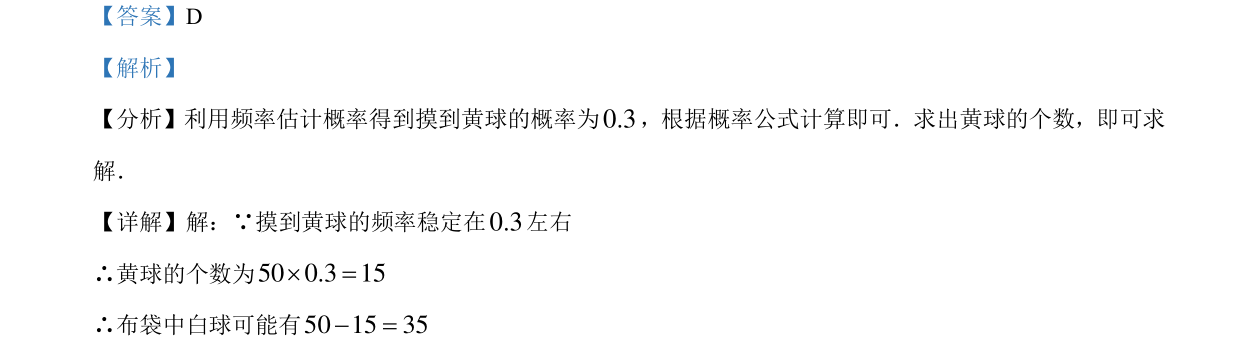 【答案】D
【解析】
【分析】利用频率估计概率得到摸到黄球的概率为0.3，根据概率公式计算即可．求出黄球的个数，即可求
解．
【详解】解：∵摸到黄球的频率稳定在0.3左右
∴黄球的个数为50×0.3=15
∴布袋中白球可能有50−15=35